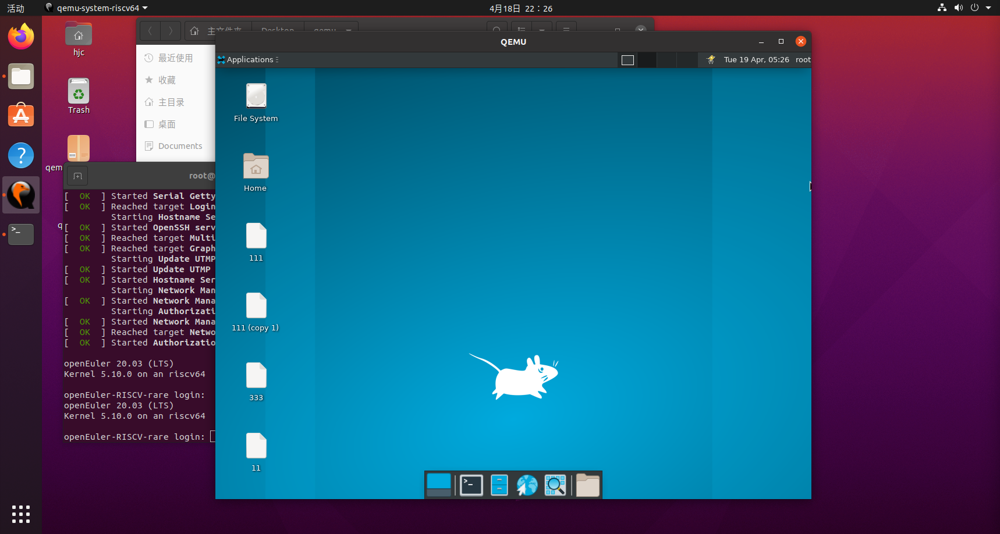 活动
qemu-system-riscv64
4月18日 22：26
hjc
Trash
qem
q
主文件夹
Desktop
qemu
最近使用
收藏
主目录
桌面
Documents
root@
[  OK  ] Started Serial Getty
[  OK  ] Reached target Login
Starting Hostname Se
[  OK  ] Started OpenSSH serv
[  OK  ] Reached target Multi
[  OK  ] Reached target Graph
Starting Update UTMP
[  OK  ] Started Update UTMP
[  OK  ] Started Hostname Ser
Starting Network Man
[  OK  ] Started Network Mana
Starting Authorizati
[  OK  ] Started Network Mana
[  OK  ] Reached target Netwo
[  OK  ] Started Authorizatio
openEuler 20.03 (LTS)
Kernel 5.10.0 on an riscv64
openEuler-RISCV-rare login:
openEuler 20.03 (LTS)
Kernel 5.10.0 on an riscv64
openEuler-RISCV-rare login:
QEMU
Applications
Tue 19 Apr, 05:26
root
File System
Home
111
111 (copy 1)
333
11